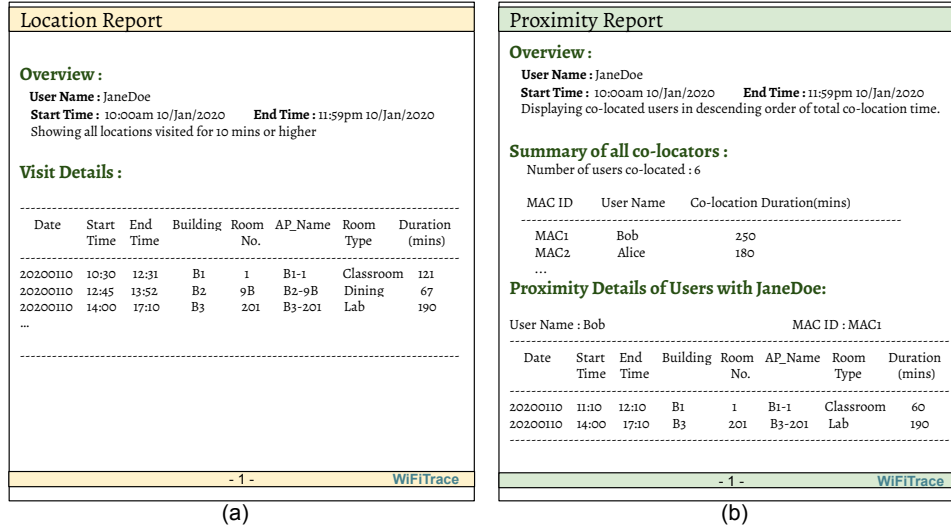 Location Report
Overview :
User Name : JaneDoe
Start Time : 10:00am 10/Jan/2020 End Time : 11:59pm 10/Jan/2020
Showing all locations visited for 10 mins or higher
Visit Details :
Date Start Time End Time Building Room No. AP_Name Room Type Duration (mins)
20200110 10:30 12:31 B1 1 B1-1 Classroom 121
20200110 12:45 13:52 B2 9B B2-9B Dining 67
20200110 14:00 17:10 B3 201 B3-201 Lab 190
...
- 1 - WiFiTrace
(a)
Proximity Report
Overview :
User Name : JaneDoe
Start Time : 10:00am 10/Jan/2020 End Time : 11:59pm 10/Jan/2020
Displaying co-located users in descending order of total co-location time.
Summary of all co-locators :
Number of users co-located : 6
MAC ID User Name Co-location Duration(mins)
MAC1 Bob 250
MAC2 Alice 180
...
Proximity Details of Users with JaneDoe:
User Name : Bob MAC ID : MAC1
Date Start Time End Time Building Room No. AP_Name Room Type Duration (mins)
20200110 11:10 12:10 B1 1 B1-1 Classroom 60
20200110 14:00 17:10 B3 201 B3-201 Lab 190
- 1 - WiFiTrace
(b)